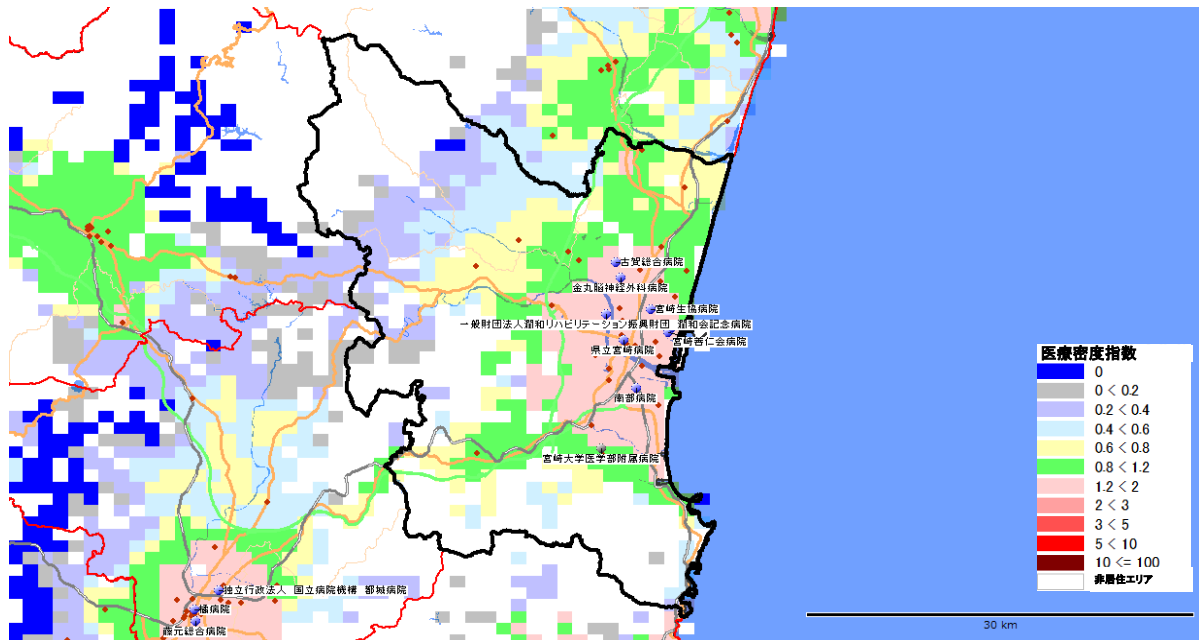 古賀総合病院
金丸脳神経外科病院
宮崎生協病院
一般財団法人潤和リハビリテーション振興財団 潤和会記念病院
宮崎善仁会病院
県立宮崎病院
南部病院
宮崎大学医学部附属病院
独立行政法人 国立病院機構 都城病院
橘病院
藤元総合病院
医療密度指数
0
0 < 0.2
0.2 < 0.4
0.4 < 0.6
0.6 < 0.8
0.8 < 1.2
1.2 < 2
2 < 3
3 < 5
5 < 10
10 <= 100
非居住エリア
30 km